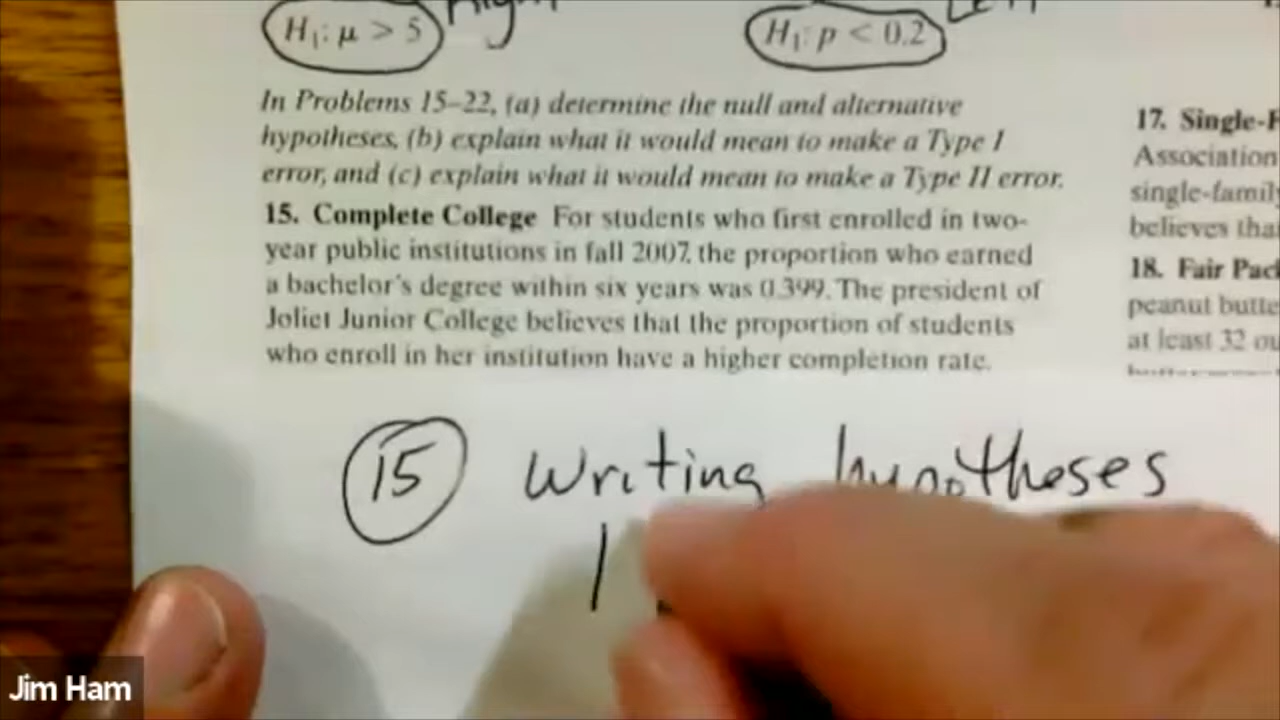 H₁: μ > 5
H₁: p < 0.2
In Problems 15–22, (a) determine the null and alternative
hypotheses, (b) explain what it would mean to make a Type I
error, and (c) explain what it would mean to make a Type II error.
15. Complete College For students who first enrolled in two-
year public institutions in fall 2007, the proportion who earned
a bachelor's degree within six years was 0.399. The president of
Joliet Junior College believes that the proportion of students
who enroll in her institution have a higher completion rate.
17. Single-F
Association
single-family
believes tha
18. Fair Pac
peanut butte
at least 32 ou
15 Writing hypotheses
Jim Ham